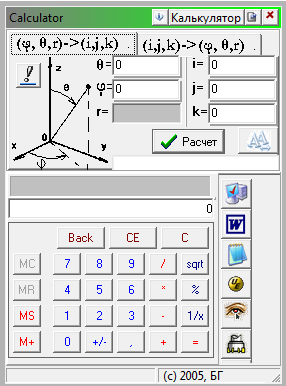 Calculator Калькулятор
(φ, θ,r)->(i,j,k) . (i,j,k)->(φ, θ,r) .
θ= 0 i= 0
φ= 0 j= 0
r= k= 0
z
θ
0
x φ y
Расчет
0
Back CE C
MC 7 8 9 / sqrt
MR 4 5 6 * %
MS 1 2 3 - 1/x
M+ 0 +/- , + =
(c) 2005, БГ